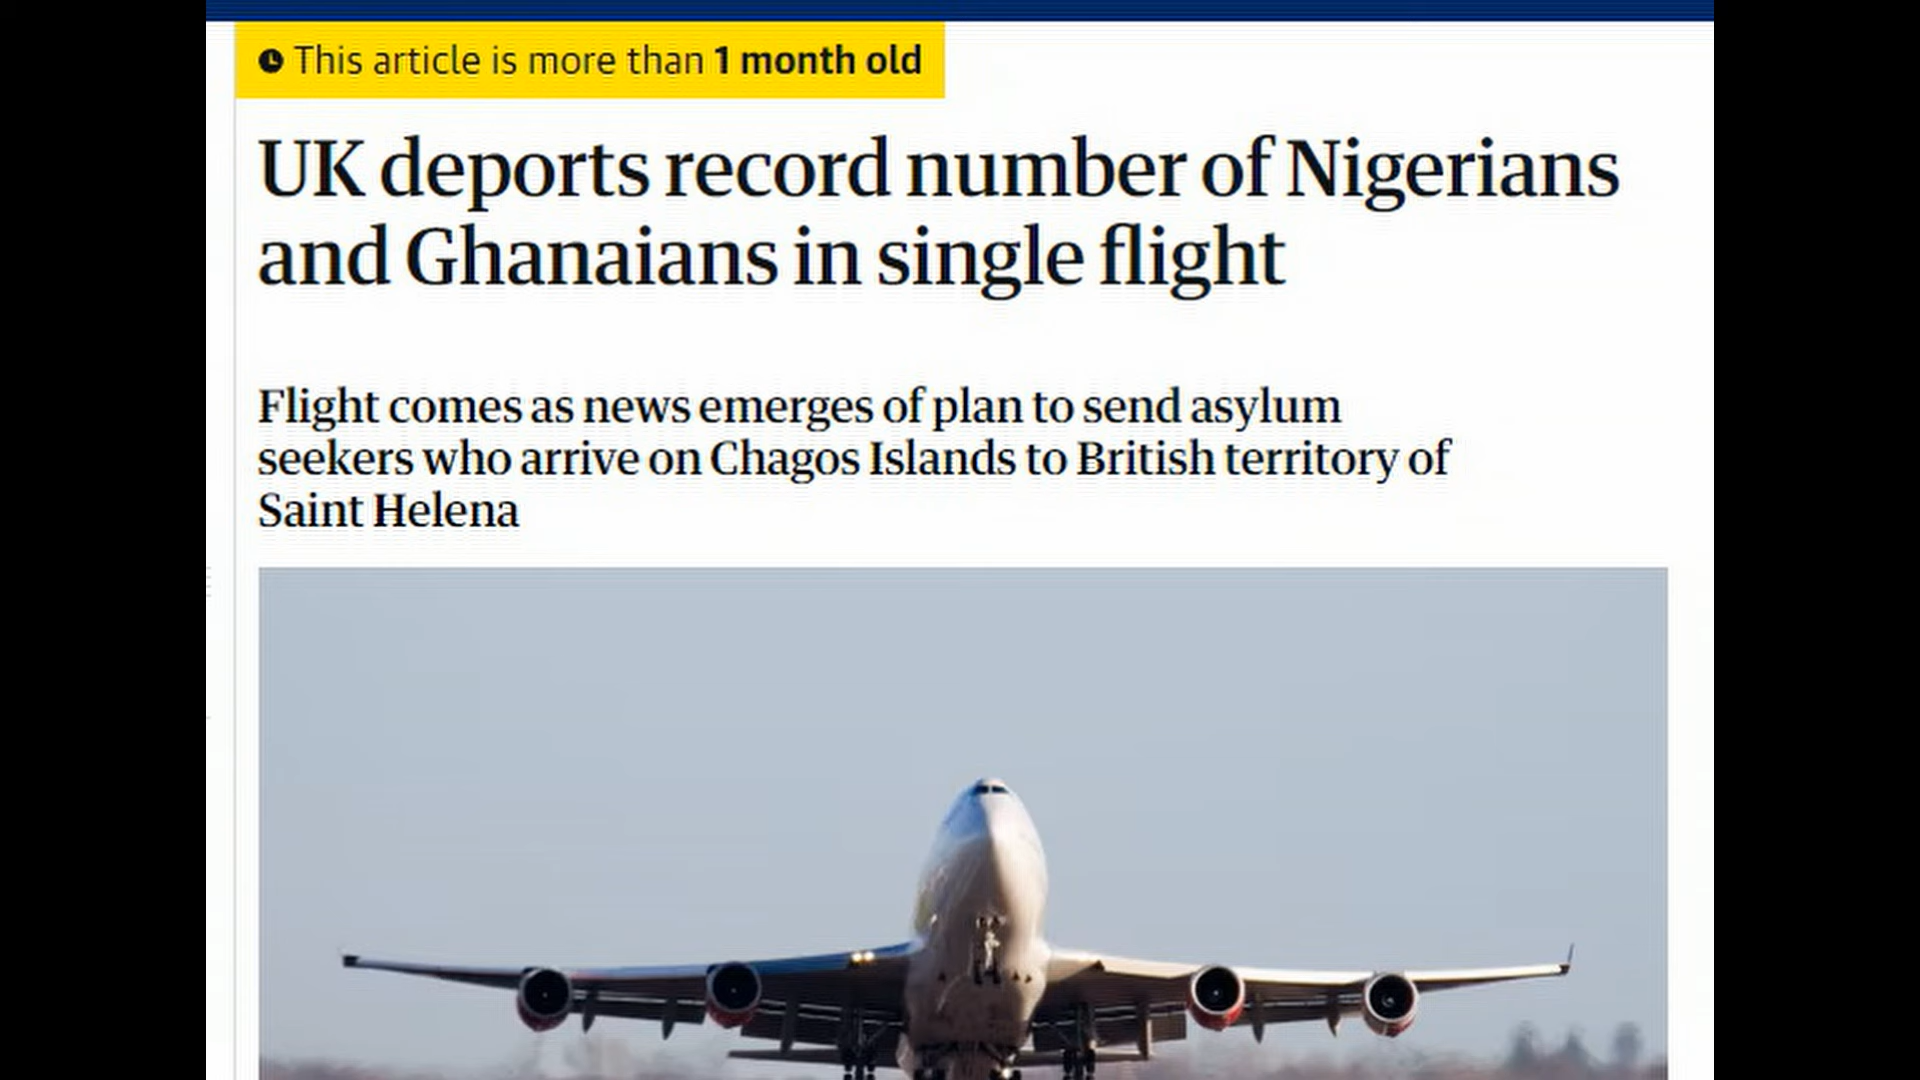 This article is more than 1 month old
UK deports record number of Nigerians
and Ghanaians in single flight
Flight comes as news emerges of plan to send asylum
seekers who arrive on Chagos Islands to British territory of
Saint Helena